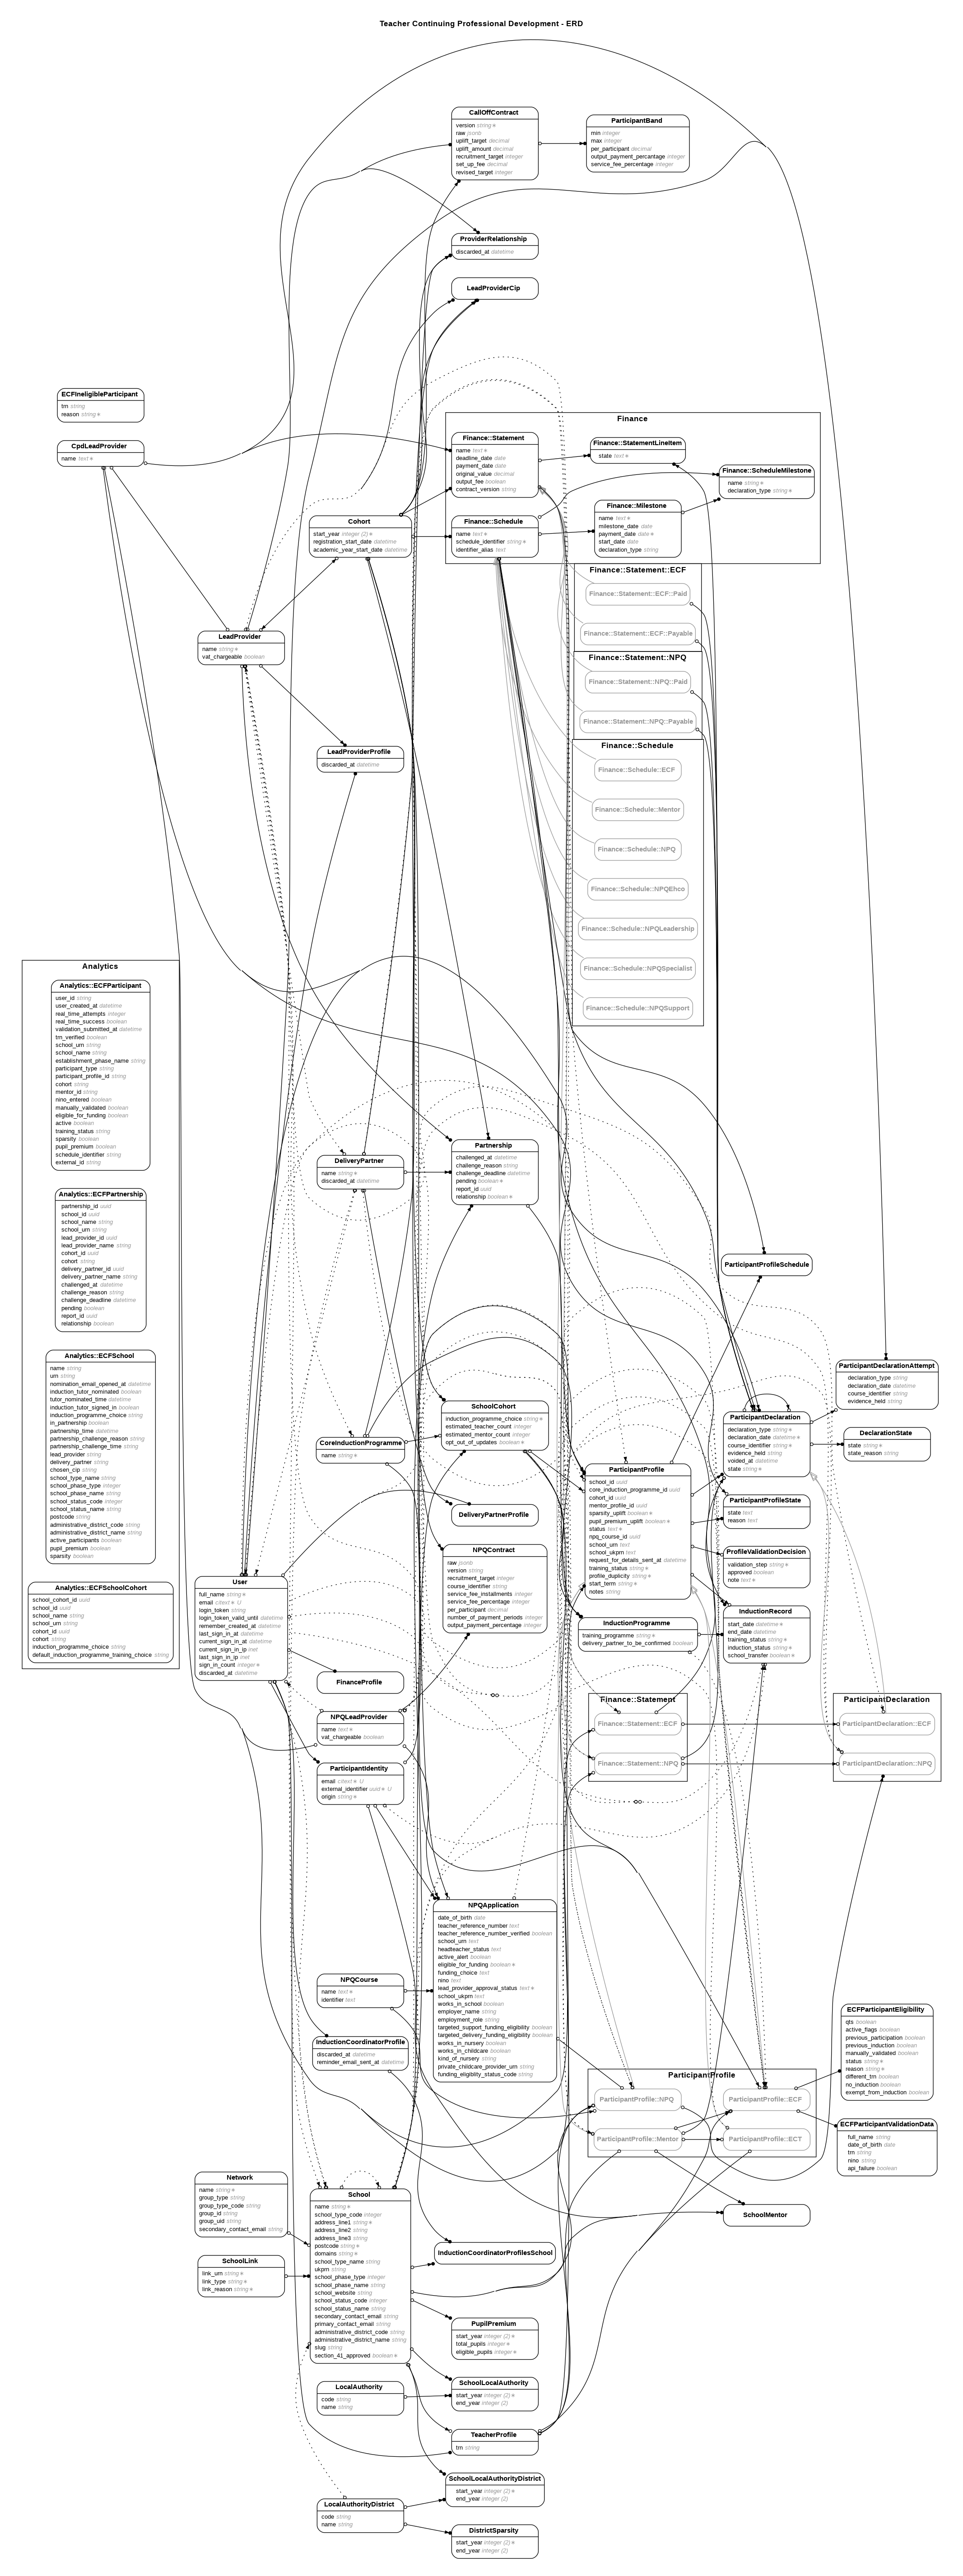 Teacher Continuing Professional Development - ERD
CallOffContract
version string ∗
raw jsonb
uplift_target decimal
uplift_amount decimal
recruitment_target integer
set_up_fee decimal
revised_target integer
ParticipantBand
min integer
max integer
per_participant decimal
output_payment_percantage integer
service_fee_percentage integer
ProviderRelationship
discarded_at datetime
LeadProviderCip
ECFIneligibleParticipant
trn string
reason string ∗
CpdLeadProvider
name text ∗
Finance
Finance::Statement
name text ∗
deadline_date date
payment_date date
original_value decimal
output_fee boolean
contract_version string
Finance::StatementLineItem
state text ∗
Finance::ScheduleMilestone
name string ∗
declaration_type string ∗
Finance::Schedule
name text ∗
schedule_identifier string ∗
identifier_alias text
Finance::Milestone
name text ∗
milestone_date date
payment_date date ∗
start_date date
declaration_type string
Cohort
start_year integer (2) ∗
registration_start_date datetime
academic_year_start_date datetime
Finance::Statement::ECF
Finance::Statement::ECF::Paid
Finance::Statement::ECF::Payable
LeadProvider
name string ∗
vat_chargeable boolean
Finance::Statement::NPQ
Finance::Statement::NPQ::Paid
Finance::Statement::NPQ::Payable
LeadProviderProfile
discarded_at datetime
Finance::Schedule
Finance::Schedule::ECF
Finance::Schedule::Mentor
Finance::Schedule::NPQ
Finance::Schedule::NPQEhco
Finance::Schedule::NPQLeadership
Finance::Schedule::NPQSpecialist
Finance::Schedule::NPQSupport
Analytics
Analytics::ECFParticipant
user_id string
user_created_at datetime
real_time_attempts integer
real_time_success boolean
validation_submitted_at datetime
trn_verified boolean
school_urn string
school_name string
establishment_phase_name string
participant_type string
participant_profile_id string
cohort string
mentor_id string
nino_entered boolean
manually_validated boolean
eligible_for_funding boolean
active boolean
training_status string
sparsity boolean
pupil_premium boolean
schedule_identifier string
external_id string
Analytics::ECFPartnership
partnership_id uuid
school_id uuid
school_name string
school_urn string
lead_provider_id uuid
lead_provider_name string
cohort_id uuid
cohort string
delivery_partner_id uuid
delivery_partner_name string
challenged_at datetime
challenge_reason string
challenge_deadline datetime
pending boolean
report_id uuid
relationship boolean
Analytics::ECFSchool
name string
urn string
nomination_email_opened_at datetime
induction_tutor_nominated boolean
tutor_nominated_time datetime
induction_tutor_signed_in boolean
induction_programme_choice string
in_partnership boolean
partnership_time datetime
partnership_challenge_reason string
partnership_challenge_time string
lead_provider string
delivery_partner string
chosen_cip string
school_type_name string
school_phase_type integer
school_phase_name string
school_status_code integer
school_status_name string
postcode string
administrative_district_code string
administrative_district_name string
active_participants boolean
pupil_premium boolean
sparsity boolean
Analytics::ECFSchoolCohort
school_cohort_id uuid
school_id uuid
school_name string
school_urn string
cohort_id uuid
cohort string
induction_programme_choice string
default_induction_programme_training_choice string
DeliveryPartner
name string ∗
discarded_at datetime
Partnership
challenged_at datetime
challenge_reason string
challenge_deadline datetime
pending boolean ∗
report_id uuid
relationship boolean ∗
ParticipantProfileSchedule
ParticipantDeclarationAttempt
declaration_type string
declaration_date datetime
course_identifier string
evidence_held string
CoreInductionProgramme
name string ∗
SchoolCohort
induction_programme_choice string ∗
estimated_teacher_count integer
estimated_mentor_count integer
opt_out_of_updates boolean ∗
ParticipantDeclaration
declaration_type string ∗
declaration_date datetime ∗
course_identifier string ∗
evidence_held string
voided_at datetime
state string ∗
DeclarationState
state string ∗
state_reason string
ParticipantProfile
school_id uuid
core_induction_programme_id uuid
cohort_id uuid
mentor_profile_id uuid
sparsity_uplift boolean ∗
pupil_premium_uplift boolean ∗
status text ∗
npq_course_id uuid
school_urn text
school_ukprn text
request_for_details_sent_at datetime
training_status string ∗
profile_duplicity string ∗
start_term string ∗
notes string
DeliveryPartnerProfile
ParticipantProfileState
state text
reason text
NPQContract
raw jsonb
version string
recruitment_target integer
course_identifier string
service_fee_installments integer
service_fee_percentage integer
per_participant decimal
number_of_payment_periods integer
output_payment_percentage integer
ProfileValidationDecision
validation_step string ∗
approved boolean
note text ∗
User
full_name string ∗
email citext ∗ U
login_token string
login_token_valid_until datetime
remember_created_at datetime
last_sign_in_at datetime
current_sign_in_at datetime
current_sign_in_ip inet
last_sign_in_ip inet
sign_in_count integer ∗
discarded_at datetime
InductionProgramme
training_programme string ∗
delivery_partner_to_be_confirmed boolean
InductionRecord
start_date datetime ∗
end_date datetime
training_status string ∗
induction_status string ∗
school_transfer boolean ∗
FinanceProfile
NPQLeadProvider
name text ∗
vat_chargeable boolean
Finance::Statement
Finance::Statement::ECF
Finance::Statement::NPQ
ParticipantDeclaration
ParticipantDeclaration::ECF
ParticipantDeclaration::NPQ
ParticipantIdentity
email citext ∗ U
external_identifier uuid ∗ U
origin string ∗
NPQApplication
date_of_birth date
teacher_reference_number text
teacher_reference_number_verified boolean
school_urn text
headteacher_status text
active_alert boolean
eligible_for_funding boolean ∗
funding_choice text
nino text
lead_provider_approval_status text ∗
school_ukprn text
works_in_school boolean
employer_name string
employment_role string
targeted_support_funding_eligibility boolean
targeted_delivery_funding_eligibility boolean
works_in_nursery boolean
works_in_childcare boolean
kind_of_nursery string
private_childcare_provider_urn string
funding_eligiblity_status_code string
NPQCourse
name text ∗
identifier text
InductionCoordinatorProfile
discarded_at datetime
reminder_email_sent_at datetime
ECFParticipantEligibility
qts boolean
active_flags boolean
previous_participation boolean
previous_induction boolean
manually_validated boolean
status string ∗
reason string ∗
different_trn boolean
no_induction boolean
exempt_from_induction boolean
ParticipantProfile
ParticipantProfile::NPQ
ParticipantProfile::ECF
ParticipantProfile::Mentor
ParticipantProfile::ECT
ECFParticipantValidationData
full_name string
date_of_birth date
trn string
nino string
api_failure boolean
SchoolMentor
Network
name string ∗
group_type string
group_type_code string
group_id string
group_uid string
secondary_contact_email string
School
name string ∗
school_type_code integer
address_line1 string ∗
address_line2 string
address_line3 string
postcode string ∗
domains string ∗
school_type_name string
ukprn string
school_phase_type integer
school_phase_name string
school_website string
school_status_code integer
school_status_name string
secondary_contact_email string
primary_contact_email string
administrative_district_code string
administrative_district_name string
slug string
section_41_approved boolean ∗
SchoolLink
link_urn string ∗
link_type string ∗
link_reason string ∗
InductionCoordinatorProfilesSchool
PupilPremium
start_year integer (2) ∗
total_pupils integer ∗
eligible_pupils integer ∗
LocalAuthority
code string
name string
SchoolLocalAuthority
start_year integer (2) ∗
end_year integer (2)
TeacherProfile
trn string
SchoolLocalAuthorityDistrict
start_year integer (2) ∗
end_year integer (2)
LocalAuthorityDistrict
code string
name string
DistrictSparsity
start_year integer (2) ∗
end_year integer (2)